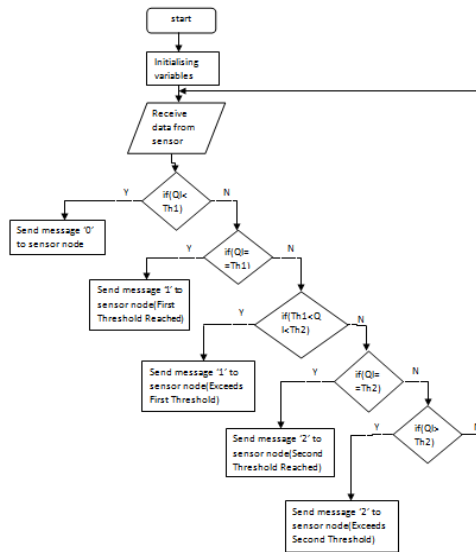 start
Initialising
variables
Receive
data from
sensor
if(Ql<
Th1)
Y
N
Send message '0'
to sensor node
if(Ql=
=Th1)
Y
N
Send message '1' to
sensor node(First
Threshold Reached)
if(Th1<Q
l<Th2)
Y
N
Send message '1' to
sensor node(Exceeds
First Threshold)
if(Ql=
=Th2)
Y
N
Send message '2' to
sensor node(Second
Threshold Reached)
if(Ql>
Th2)
Y
N
Send message '2' to
sensor node(Exceeds
Second Threshold)